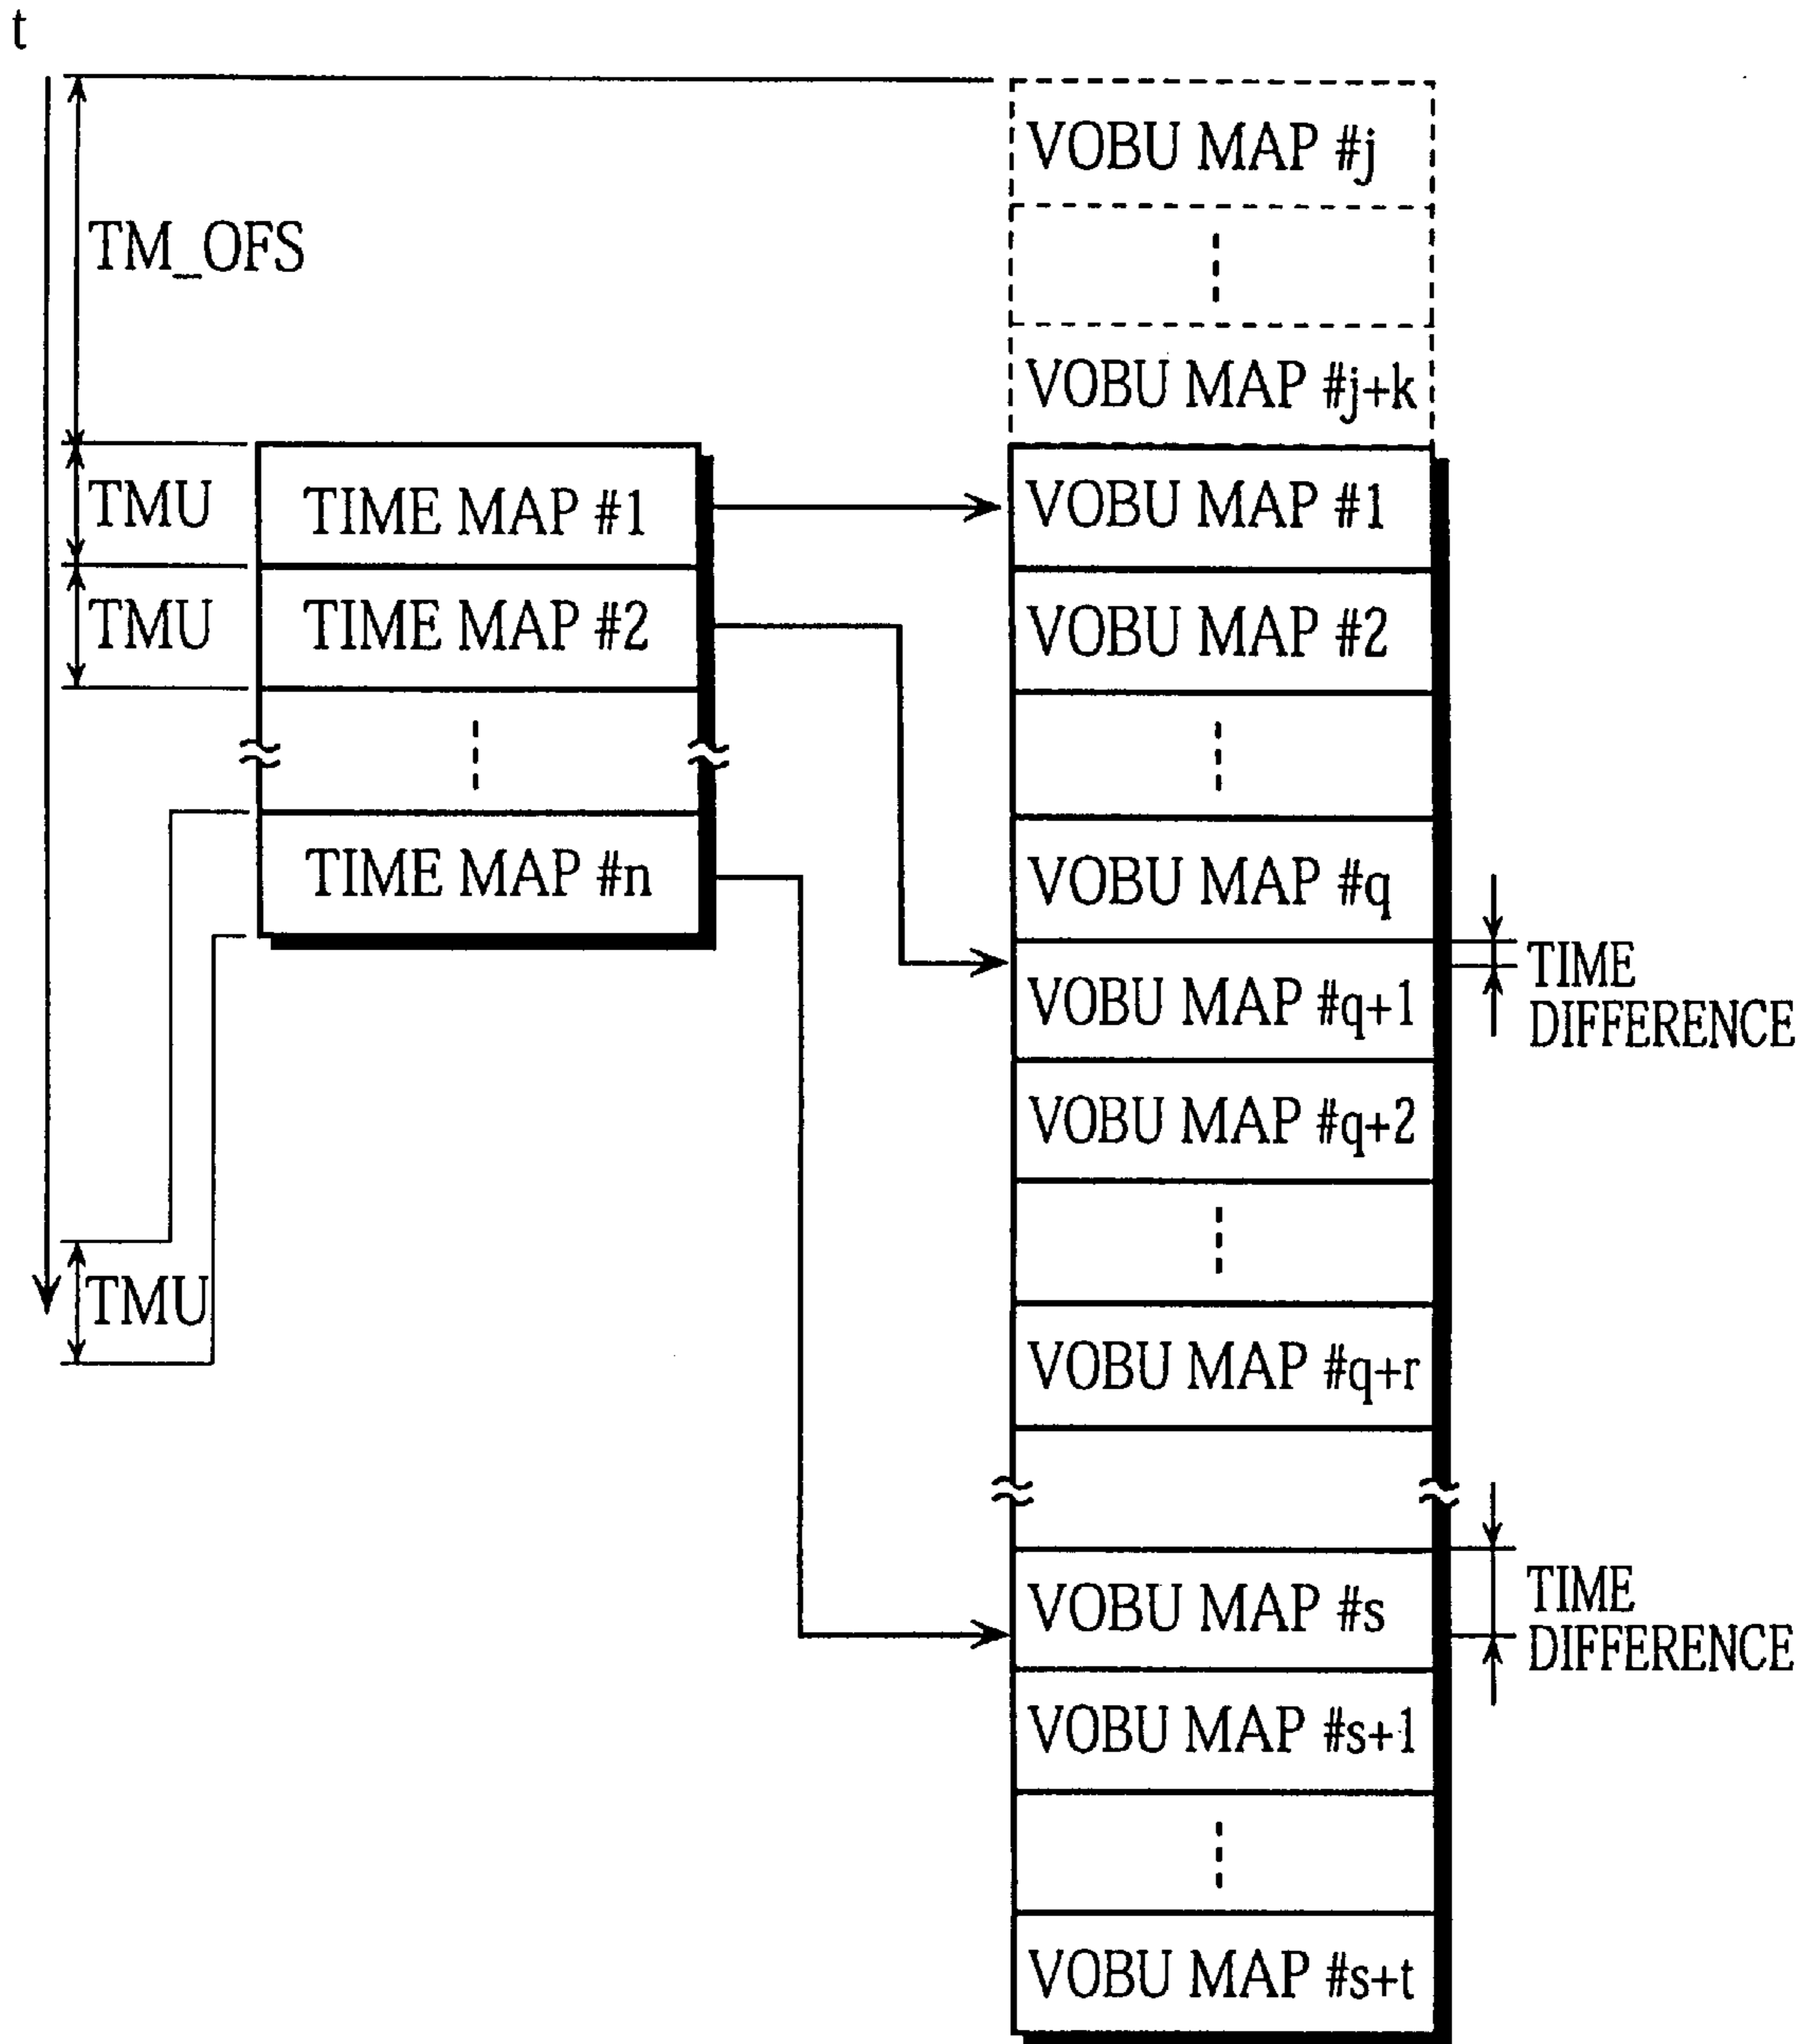 t
TM_OFS
TMU
TMU
TMU
TIME MAP #1
TIME MAP #2
TIME MAP #n
VOBU MAP #j
VOBU MAP #j+k
VOBU MAP #1
VOBU MAP #2
VOBU MAP #q
VOBU MAP #q+1
VOBU MAP #q+2
VOBU MAP #q+r
VOBU MAP #s
VOBU MAP #s+1
VOBU MAP #s+t
TIME
DIFFERENCE
TIME
DIFFERENCE